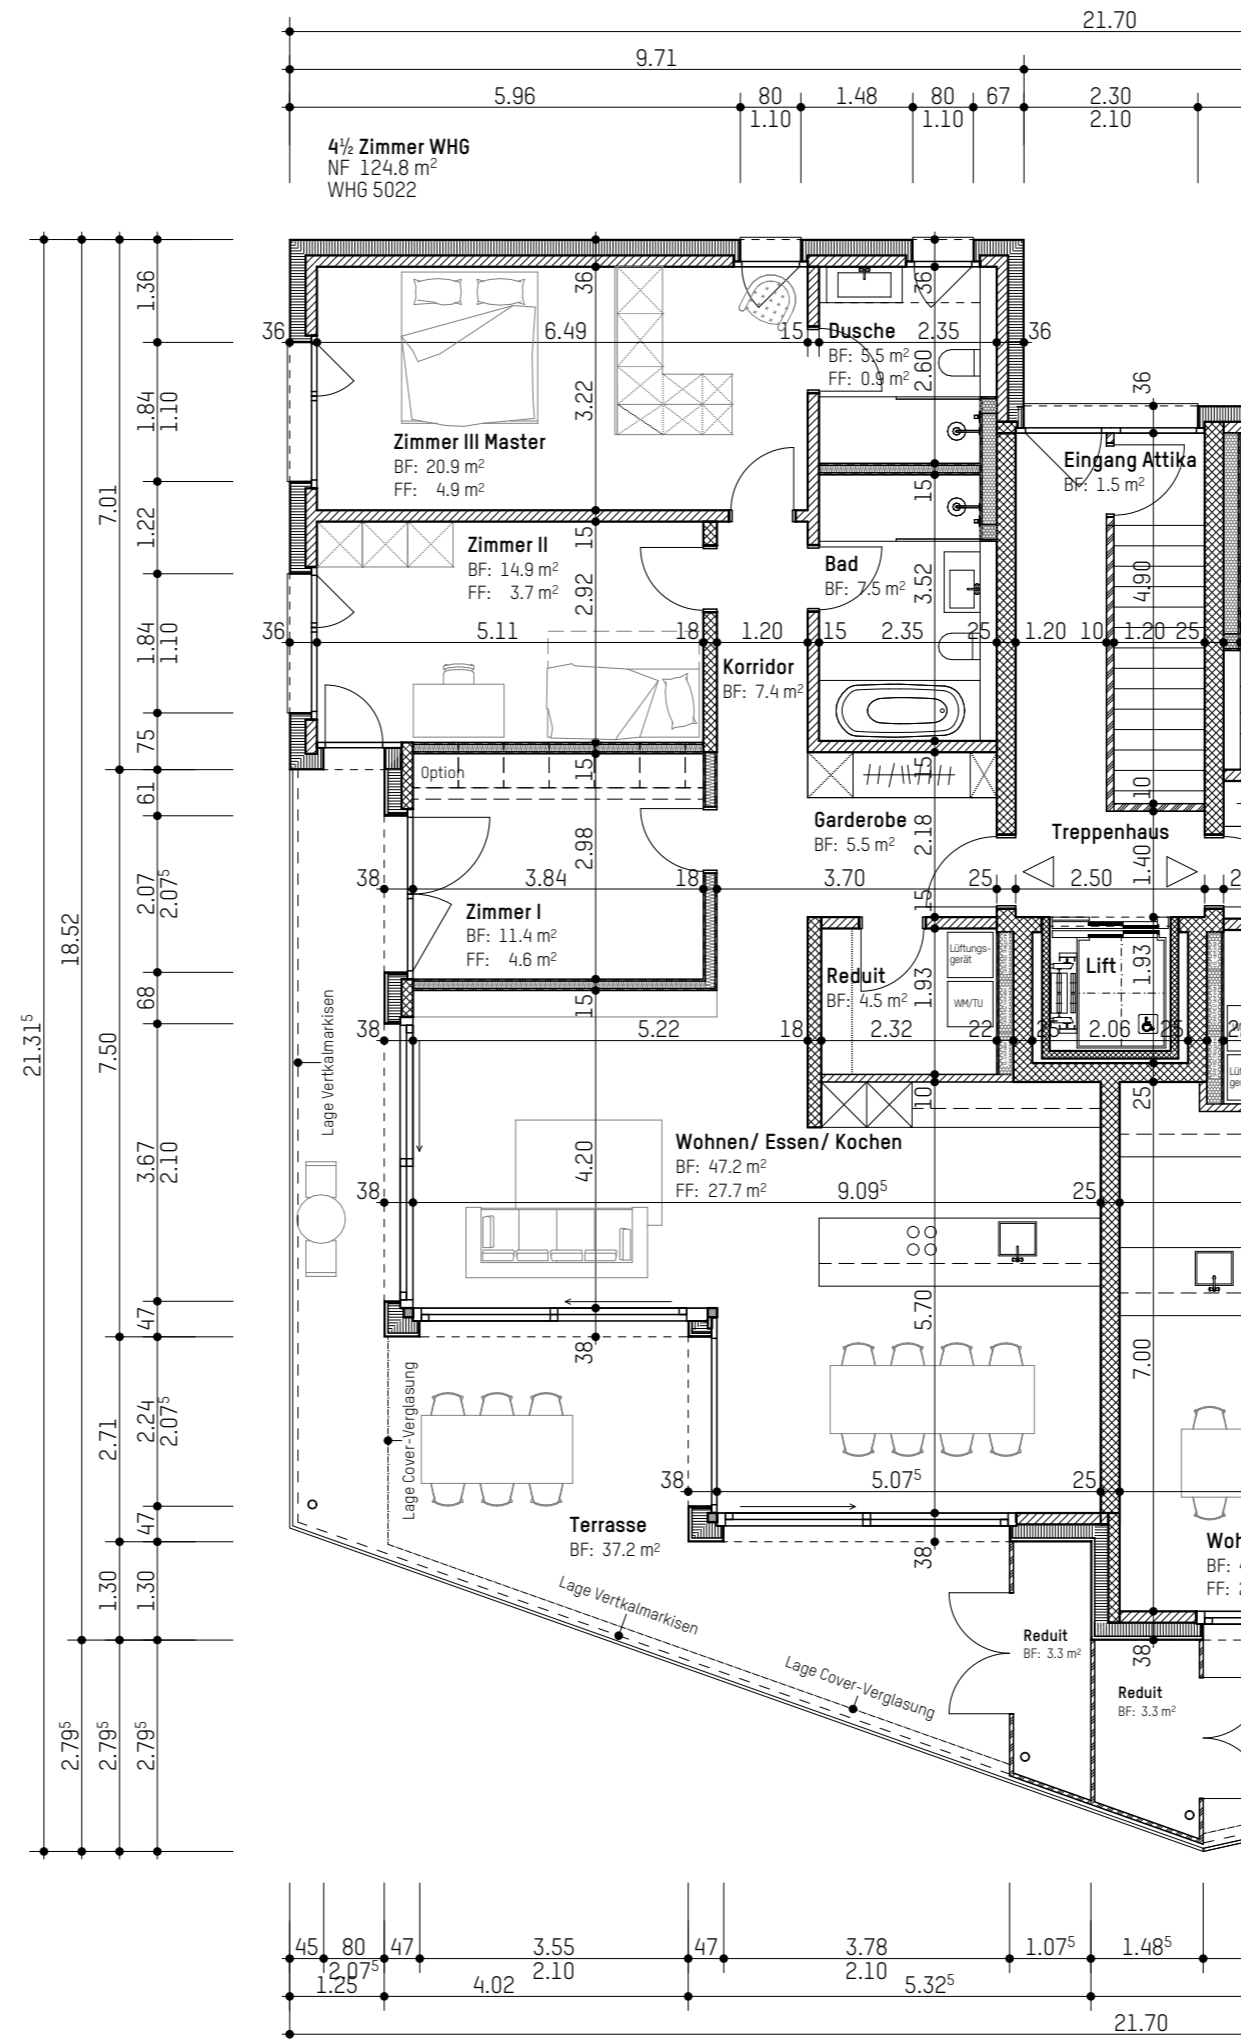 21.70
9.71
5.96 80 1.48 80 67 2.30
1.10 1.10 2.10
4½ Zimmer WHG
NF 124.8 m²
WHG 5022
1.36
1.84
1.10
1.22
1.84
1.10
75
61
2.07
2.07⁵
68
3.67
2.10
47
2.24
2.07⁵
47
1.30
2.79⁵
7.01
7.50
2.71
1.30
2.79⁵
18.52
2.79⁵
21.31⁵
36 36 36
36 6.49 15 2.35 36
3.22
2.60
Dusche
BF: 5.5 m²
FF: 0.9 m²
Zimmer III Master
BF: 20.9 m²
FF: 4.9 m²
Eingang Attika
BF: 1.5 m²
15 15
Zimmer II
BF: 14.9 m²
FF: 3.7 m²
2.92
Bad
BF: 7.5 m²
3.52
4.90
36 5.11 18 1.20 15 2.35 25 1.20 10 1.20 25
Korridor
BF: 7.4 m²
Option
15 15 10
Garderobe
BF: 5.5 m²
2.18
Treppenhaus
1.40
2.98
38 3.84 18 3.70 25 2.50 2
Zimmer I
BF: 11.4 m²
FF: 4.6 m²
15
Reduit
BF: 4.5 m²
1.93
Lüftungs-
gerät
WM/TU
Lift
1.93
15
38 5.22 18 2.32 22 25 2.06 25 2
10 25
Lage Vertkalmarkisen
Wohnen/ Essen/ Kochen
BF: 47.2 m²
FF: 27.7 m²
4.20
38 9.09⁵ 25
5.70
7.00
38
Lage Cover-Verglasung
38 5.07⁵ 25
Terrasse
BF: 37.2 m²
38
Woh
BF: 4
FF: 2
Lage Vertkalmarkisen
Reduit
BF: 3.3 m²
38
Lage Cover-Verglasung
Reduit
BF: 3.3 m²
45 80 47 3.55 47 3.78 1.07⁵ 1.48⁵
2.07⁵ 2.10 2.10
1.25 4.02 5.32⁵
21.70